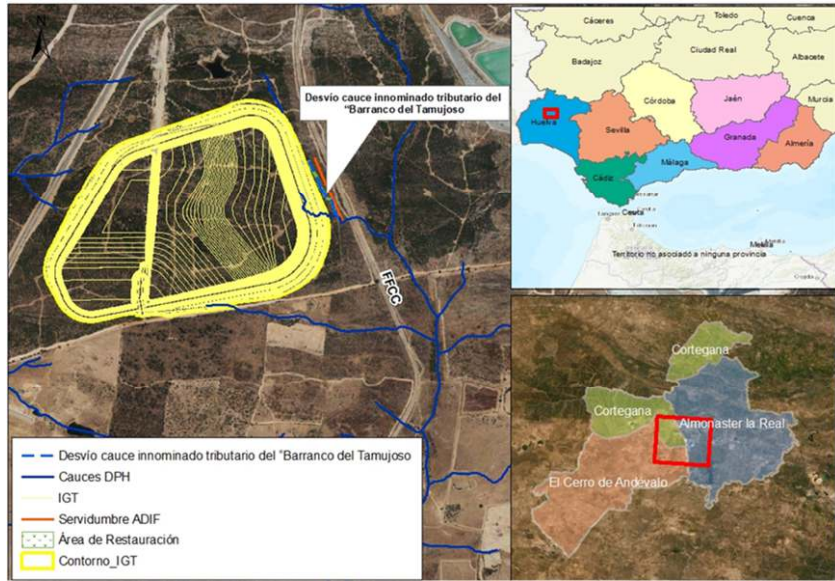 N
Desvío cauce innominado tributario del
"Barranco del Tamujoso
FFCC
Desvío cauce innominado tributario del "Barranco del Tamujoso
Cauces DPH
IGT
Servidumbre ADIF
Área de Restauración
Contorno_IGT
Cáceres
Toledo
Cuenca
Badajoz
Ciudad Real
Albacete
Murcia
Córdoba
Jaén
Huelva
Sevilla
Granada
Almería
Málaga
Cádiz
Ceuta
Melilla
Territorio no asociado a ninguna provincia
Cortegana
Cortegana
Almonaster la Real
El Cerro de Andévalo